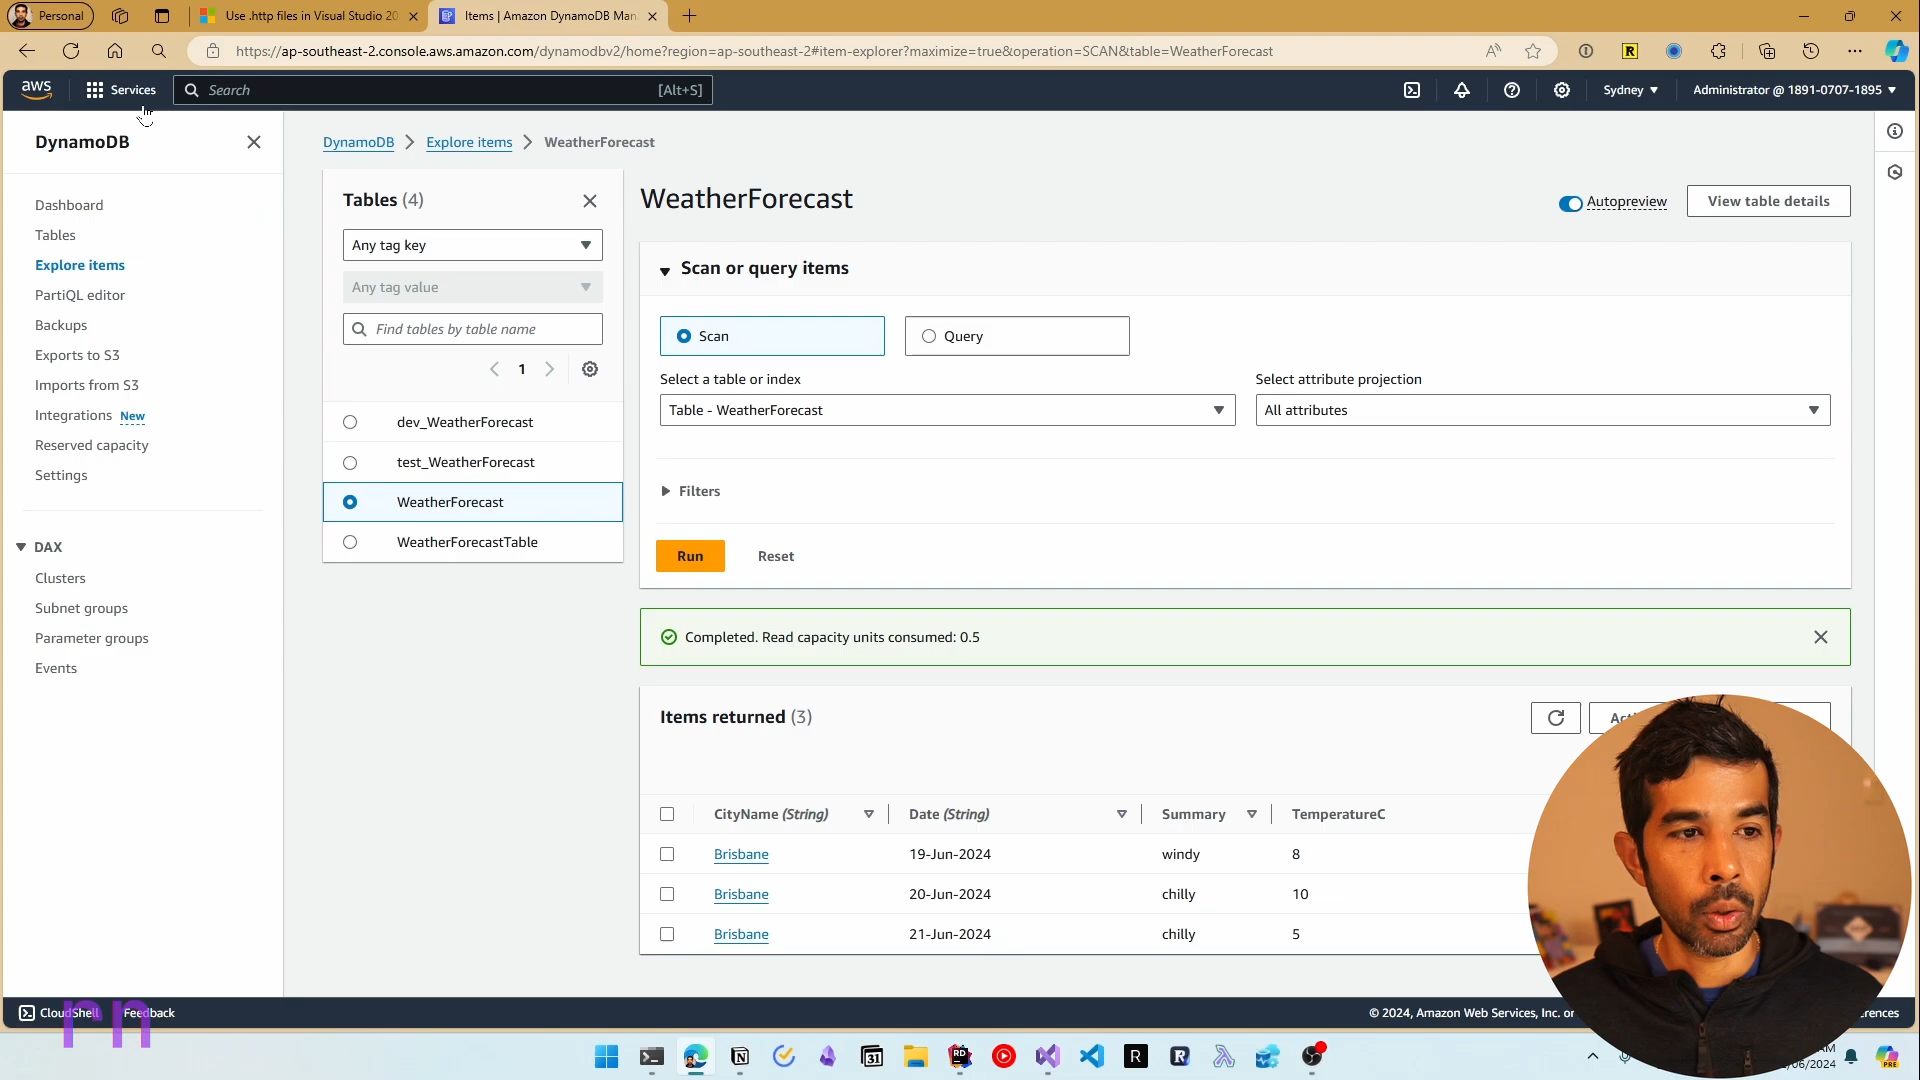 Personal
Use .http files in Visual Studio 20
Items | Amazon DynamoDB Man
https://ap-southeast-2.console.aws.amazon.com/dynamodbv2/home?region=ap-southeast-2#item-explorer?maximize=true&operation=SCAN&table=WeatherForecast
aws
Services
Search
[Alt+S]
Sydney
Administrator @ 1891-0707-1895
DynamoDB
Dashboard
Tables
Explore items
PartiQL editor
Backups
Exports to S3
Imports from S3
Integrations New
Reserved capacity
Settings
DAX
Clusters
Subnet groups
Parameter groups
Events
DynamoDB
Explore items
WeatherForecast
Tables (4)
Any tag key
Any tag value
Find tables by table name
1
dev_WeatherForecast
test_WeatherForecast
WeatherForecast
WeatherForecastTable
WeatherForecast
Autopreview
View table details
Scan or query items
Scan
Query
Select a table or index
Table - WeatherForecast
Select attribute projection
All attributes
Filters
Run
Reset
Completed. Read capacity units consumed: 0.5
Items returned (3)
CityName (String) Date (String) Summary TemperatureC
Brisbane 19-Jun-2024 windy 8
Brisbane 20-Jun-2024 chilly 10
Brisbane 21-Jun-2024 chilly 5
CloudShell
Feedback
© 2024, Amazon Web Services, Inc. or
rn
31
RD
R
R
PRE